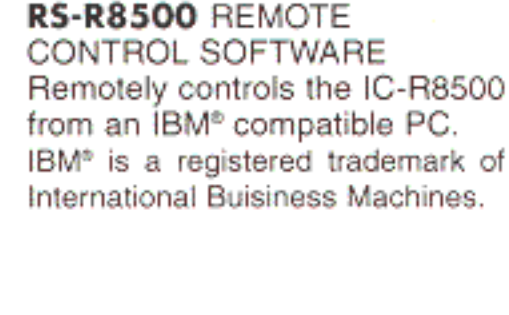 RS-R8500 REMOTE
CONTROL SOFTWARE
Remotely controls the IC-R8500
from an IBM® compatible PC.
IBM® is a registered trademark of
International Buisiness Machines.